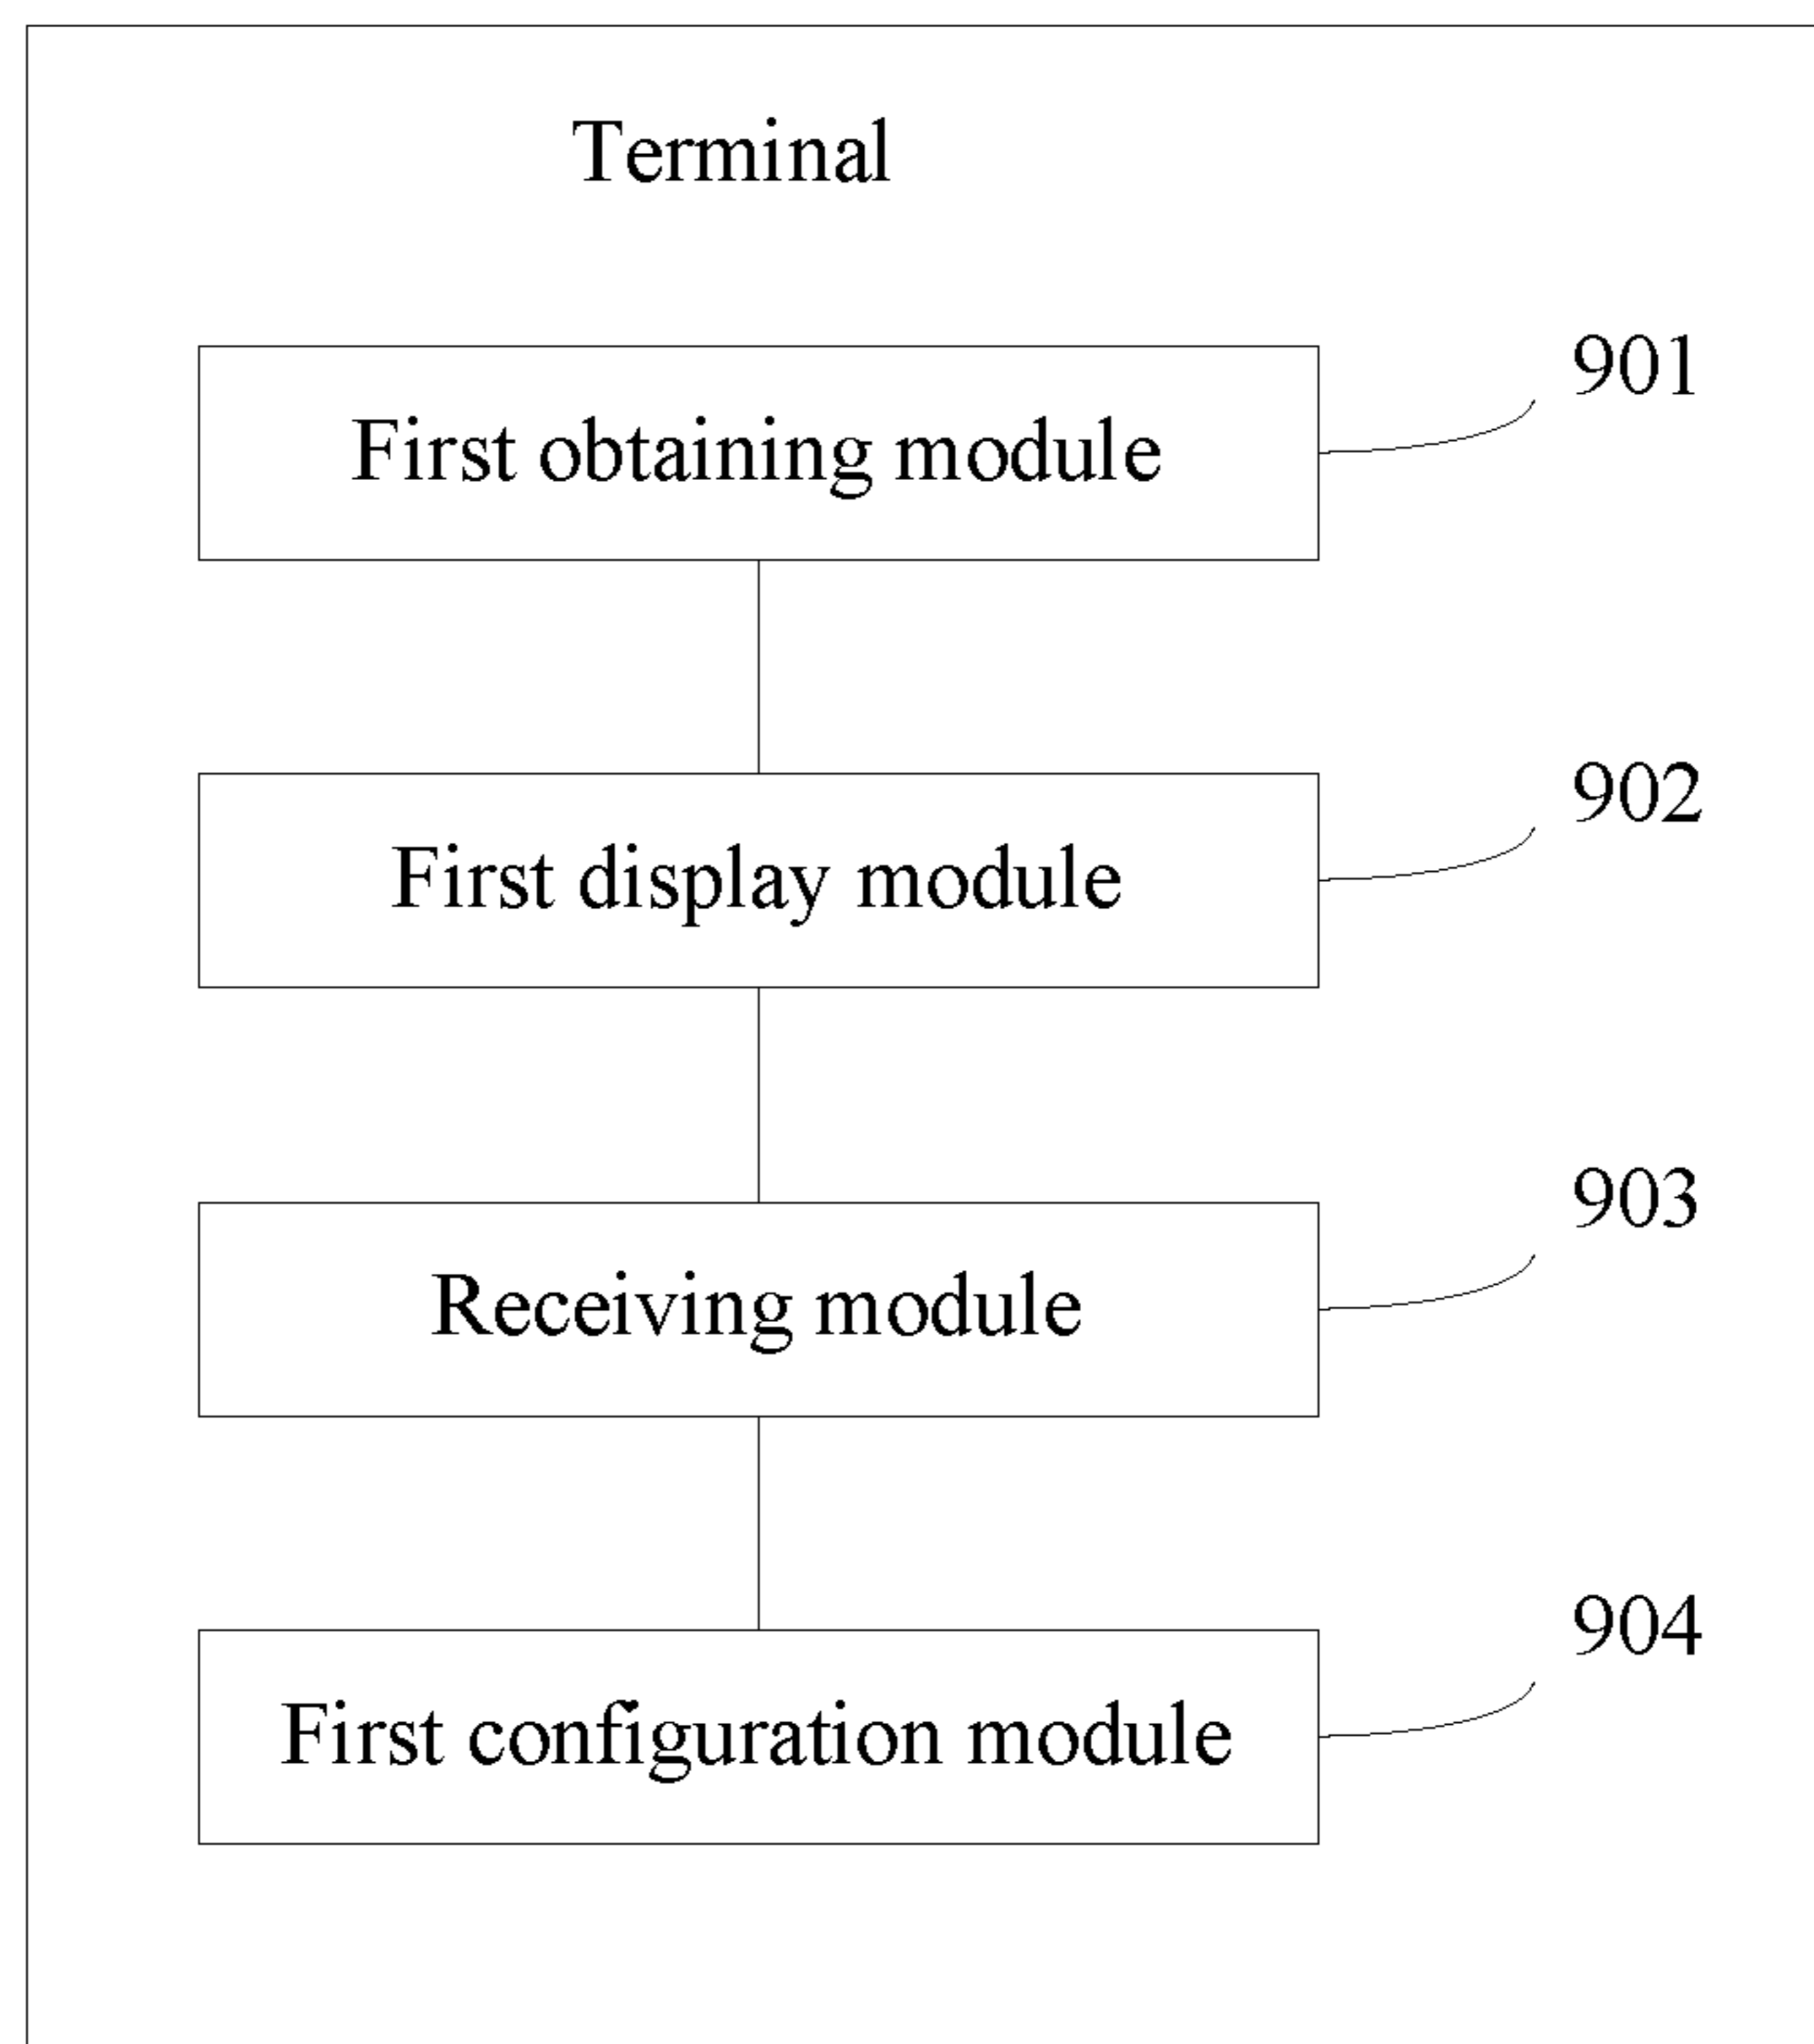 Terminal
First obtaining module
901
First display module
902
Receiving module
903
First configuration module
904